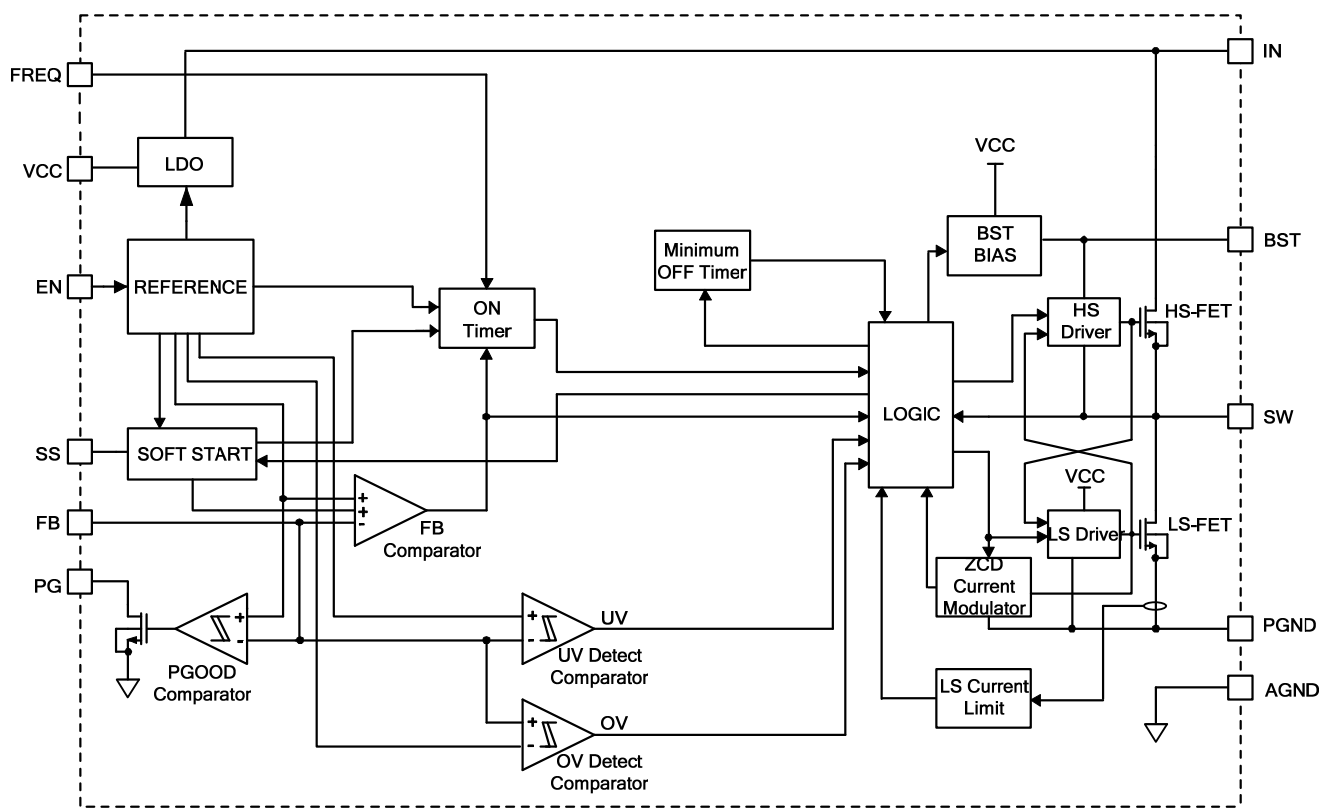 FREQ
IN
LDO
VCC
VCC
BST
BIAS
BST
Minimum
OFF Timer
EN
REFERENCE
ON
Timer
HS
Driver
HS-FET
LOGIC
SW
SS
SOFT START
VCC
+
+
-
FB
FB
Comparator
LS Driver
LS-FET
PG
ZCD
Current
Modulator
+
-
+
-
UV
PGND
PGOOD
Comparator
UV Detect
Comparator
LS Current
Limit
AGND
+
-
OV
OV Detect
Comparator